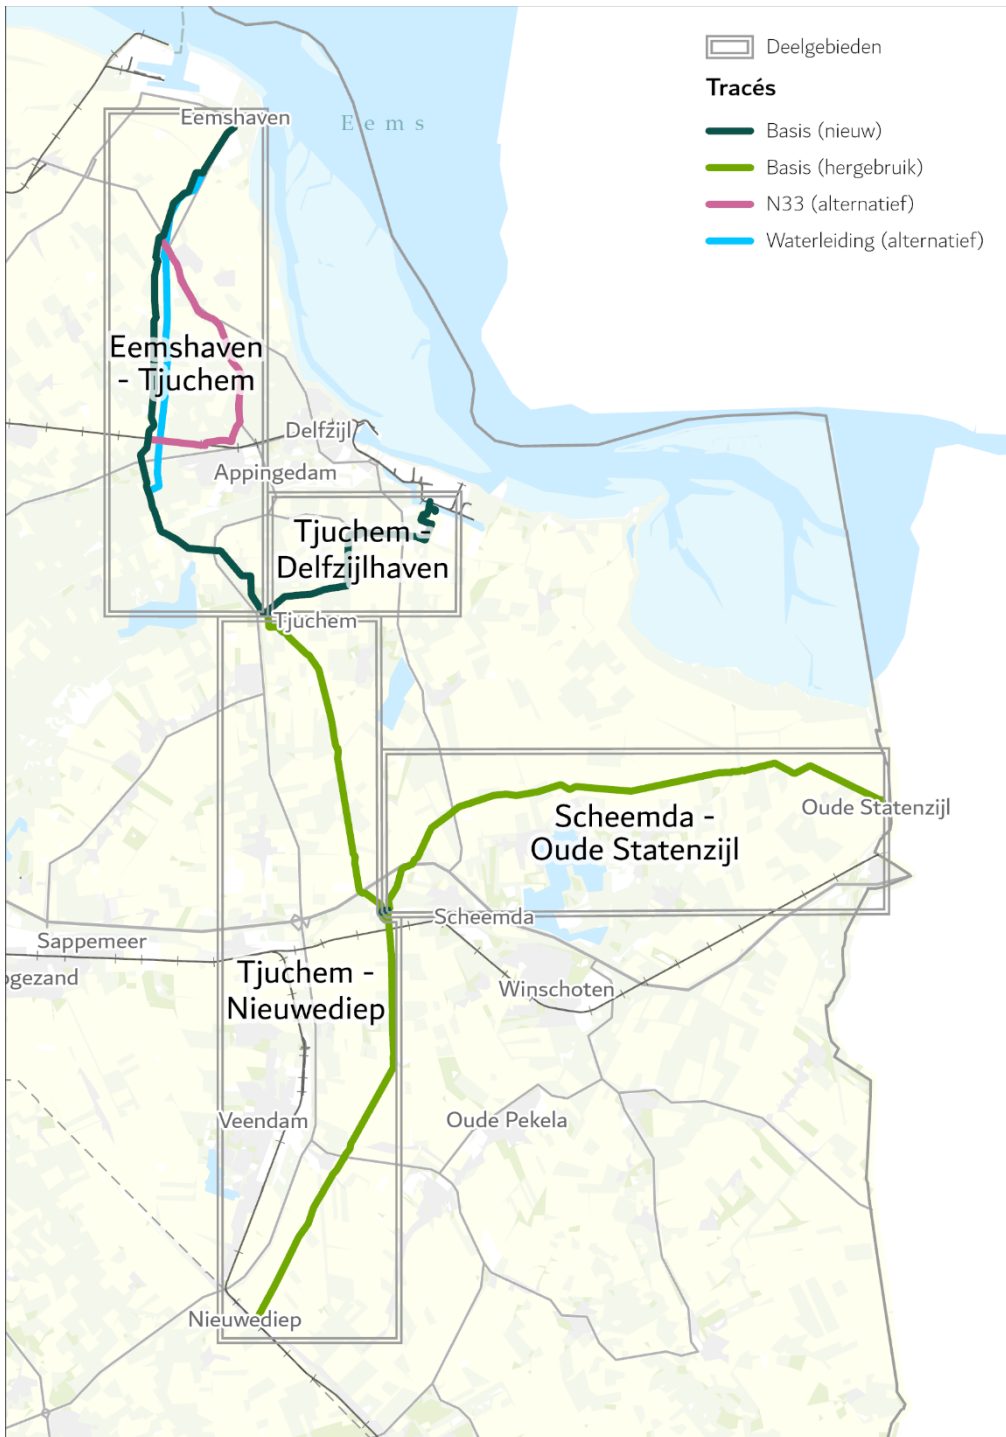 Deelgebieden
Tracés
Basis (nieuw)
Basis (hergebruik)
N33 (alternatief)
Waterleiding (alternatief)
Eemshaven
Eems
Eemshaven
- Tjuchem
Delfzijl
Appingedam
Tjuchem -
Delfzijlhaven
Tjuchem
Oude Statenzijl
Scheemda -
Oude Statenzijl
Scheemda
Sappemeer
ogezand
Tjuchem -
Nieuwediep
Winschoten
Veendam
Oude Pekela
Nieuwediep